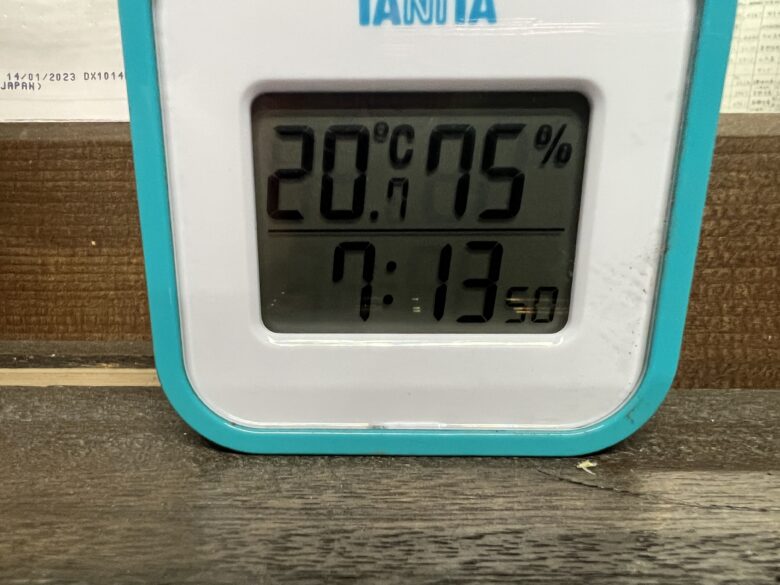 TANITA
14/01/2023 DX1014
JAPAN)
20.7 °C 75 %
7:13 50